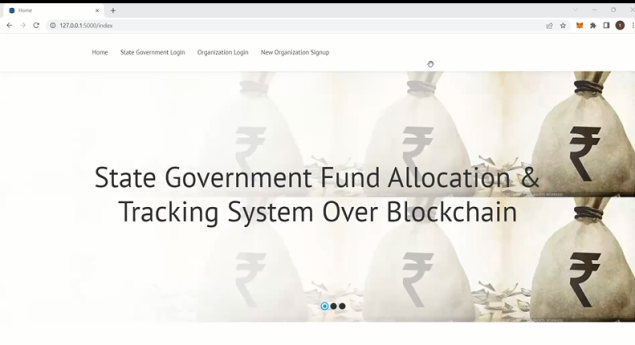 Home
127.0.0.1:5000/index
Home State Government Login Organization Login New Organization Signup
State Government Fund Allocation &
Tracking System Over Blockchain